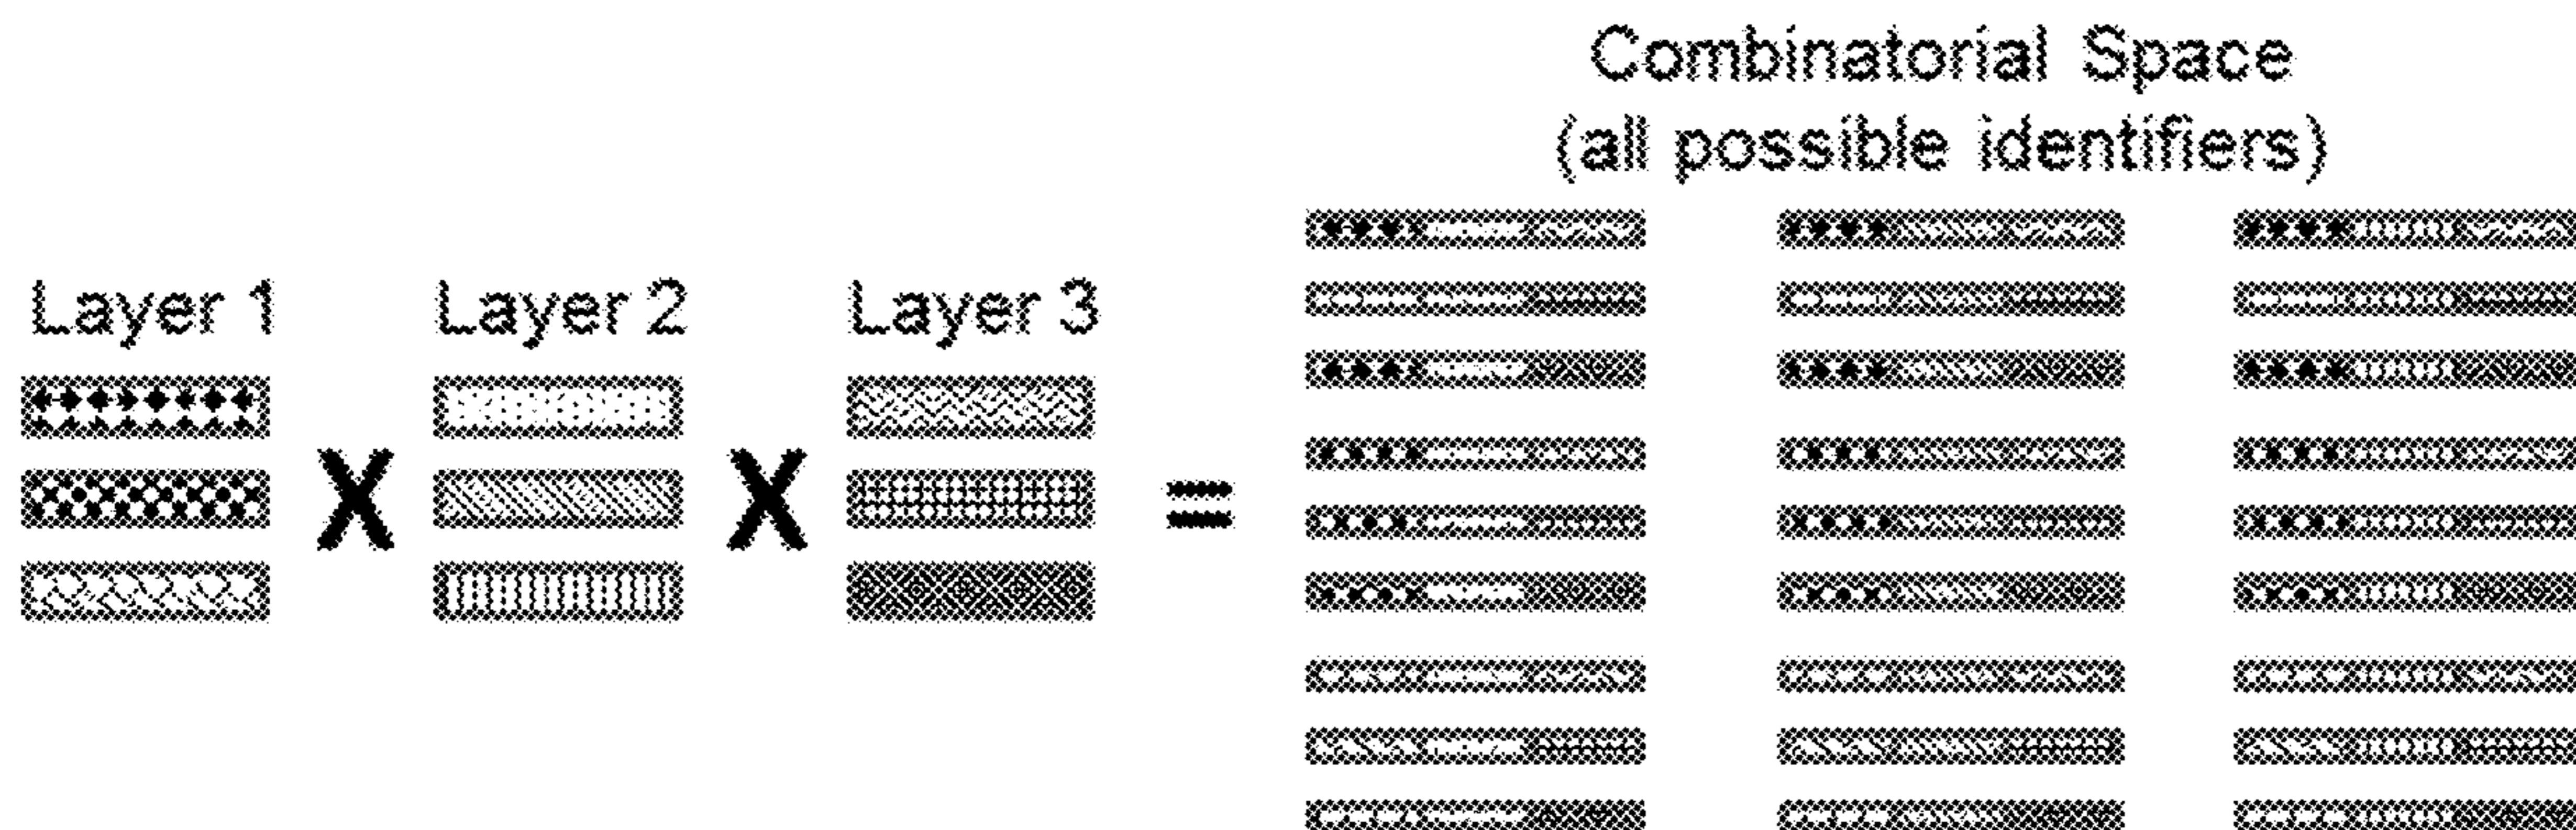 Combinatorial Space
(all possible identifiers)
Layer 1
Layer 2
Layer 3
X
X
=